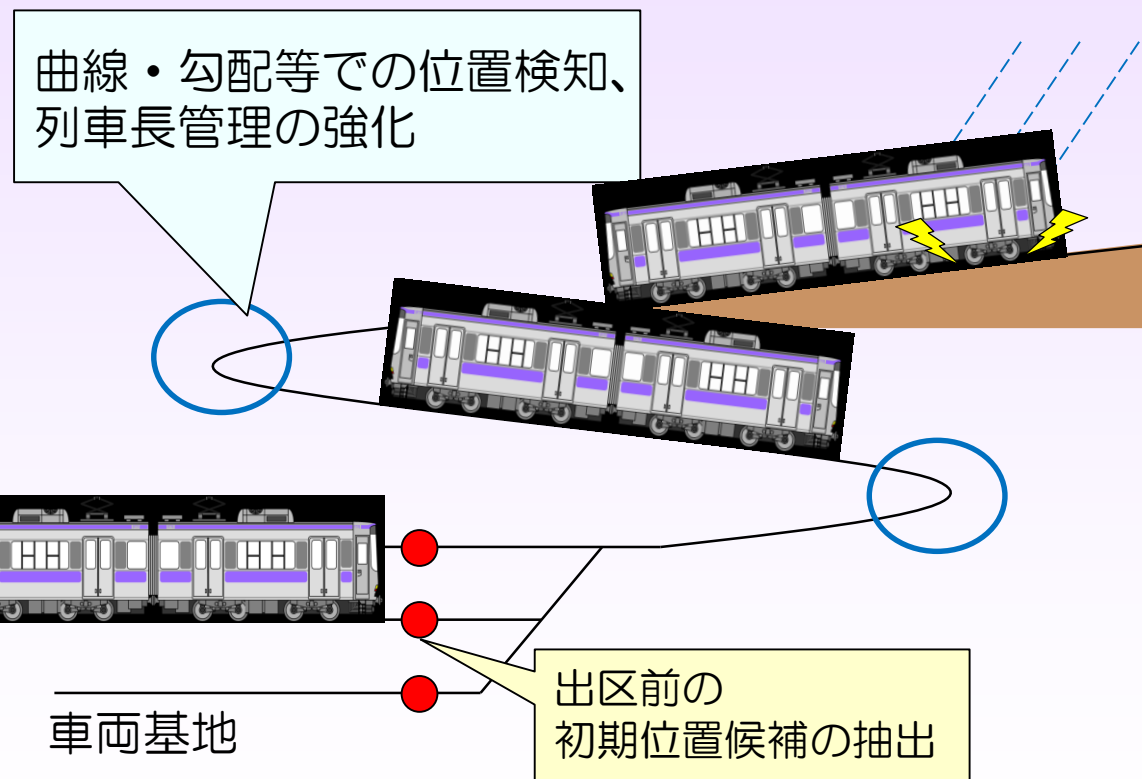 曲線・勾配等での位置検知、
列車長管理の強化
出区前の
初期位置候補の抽出
車両基地